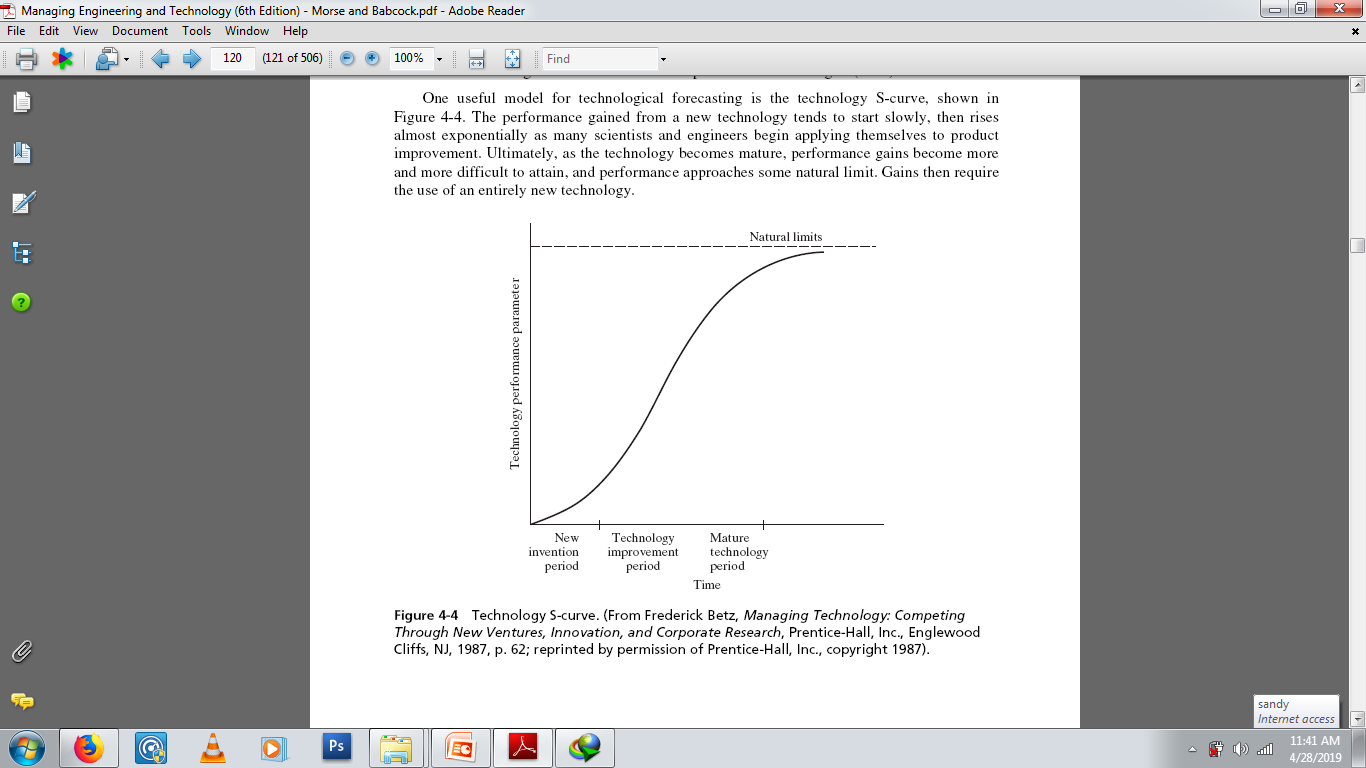 Managing Engineering and Technology (6th Edition) - Morse and Babcock.pdf - Adobe Reader
File Edit View Document Tools Window Help
120 (121 of 506) 100% Find
One useful model for technological forecasting is the technology S-curve, shown in
Figure 4-4. The performance gained from a new technology tends to start slowly, then rises
almost exponentially as many scientists and engineers begin applying themselves to product
improvement. Ultimately, as the technology becomes mature, performance gains become more
and more difficult to attain, and performance approaches some natural limit. Gains then require
the use of an entirely new technology.
Natural limits
Technology performance parameter
New
invention
period
Technology
improvement
period
Mature
technology
period
Time
Figure 4-4 Technology S-curve. (From Frederick Betz, Managing Technology: Competing
Through New Ventures, Innovation, and Corporate Research, Prentice-Hall, Inc., Englewood
Cliffs, NJ, 1987, p. 62; reprinted by permission of Prentice-Hall, Inc., copyright 1987).
sandy
Internet access
Ps
11:41 AM
4/28/2019